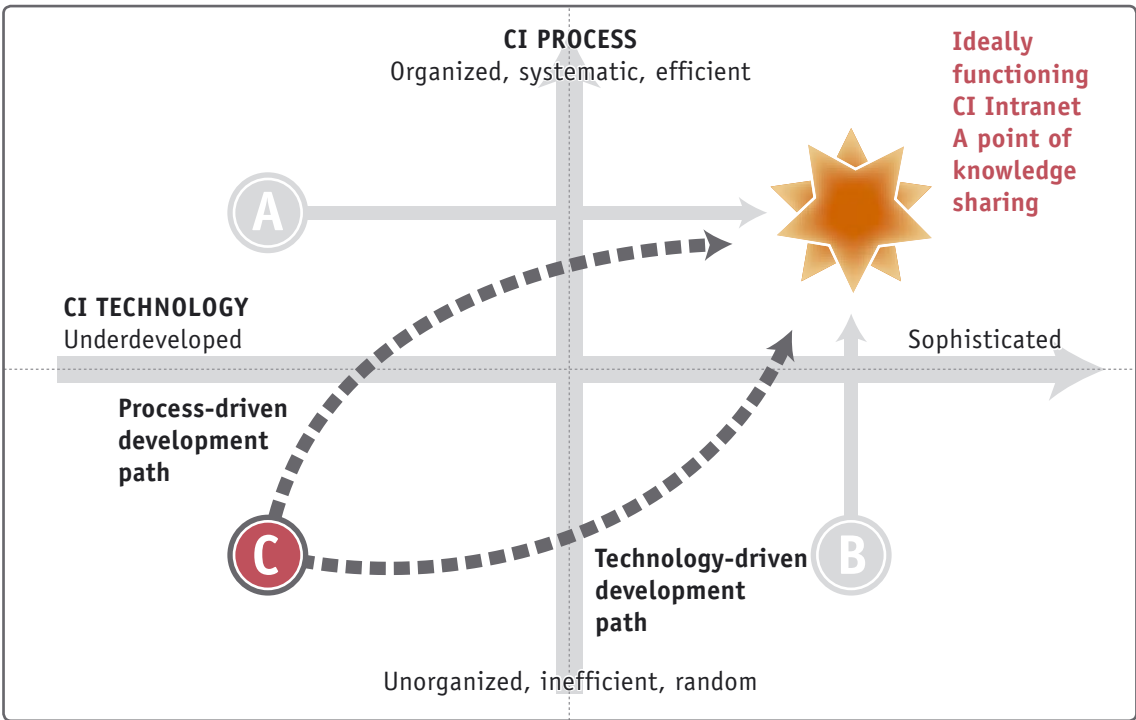 CI PROCESS
Organized, systematic, efficient
Ideally
functioning
CI Intranet
A point of
knowledge
sharing
A
CI TECHNOLOGY
Underdeveloped
Sophisticated
Process-driven
development
path
C
Technology-driven
development
path
B
Unorganized, inefficient, random